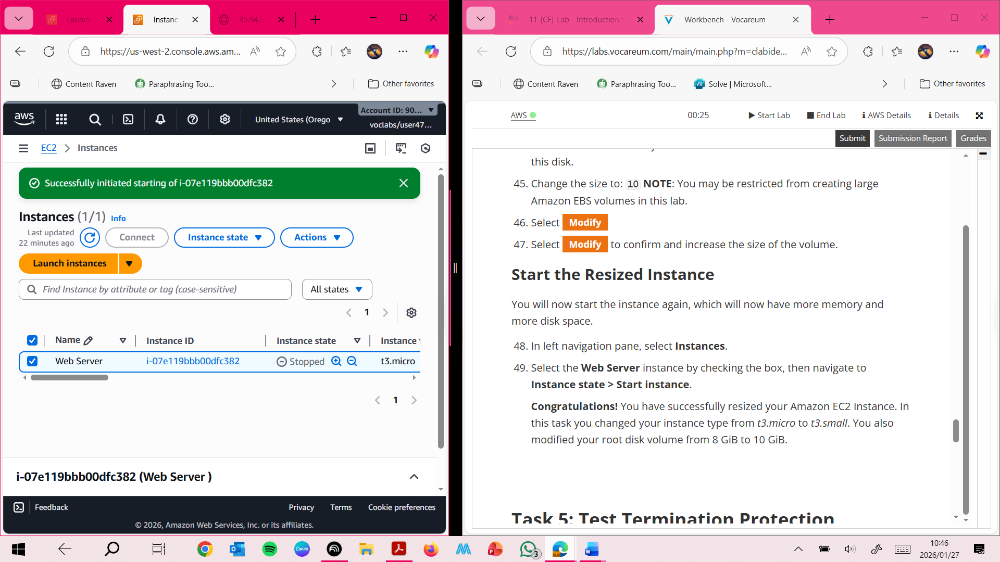 Launch
Instanc
35.94.5
https://us-west-2.console.aws.am...
Content Raven
Paraphrasing Too...
Other favorites
aws
United States (Orego
Account ID: 90...
voclabs/user47...
EC2
Instances
Successfully initiated starting of i-07e119bbb00dfc382
Instances (1/1) Info
Last updated
22 minutes ago
Connect
Instance state
Actions
Launch instances
Find Instance by attribute or tag (case-sensitive)
All states
1
Name
Instance ID
Instance state
Instance t
Web Server
i-07e119bbb00dfc382
Stopped
t3.micro
1
i-07e119bbb00dfc382 (Web Server )
Feedback
Privacy
Terms
Cookie preferences
© 2026, Amazon Web Services, Inc. or its affiliates.
11-[CF]-Lab - Introduction t
Workbench - Vocareum
https://labs.vocareum.com/main/main.php?m=clabide...
Content Raven
Paraphrasing Too...
Solve | Microsoft...
Other favorites
AWS
00:25
Start Lab
End Lab
AWS Details
Details
Submit
Submission Report
Grades
this disk.
45. Change the size to: 10 NOTE: You may be restricted from creating large
Amazon EBS volumes in this lab.
46. Select Modify
47. Select Modify to confirm and increase the size of the volume.
Start the Resized Instance
You will now start the instance again, which will now have more memory and
more disk space.
48. In left navigation pane, select Instances.
49. Select the Web Server instance by checking the box, then navigate to
Instance state > Start instance.
Congratulations! You have successfully resized your Amazon EC2 Instance. In
this task you changed your instance type from t3.micro to t3.small. You also
modified your root disk volume from 8 GiB to 10 GiB.
Task 5: Test Termination Protection
Canva
3
10:46
2026/01/27